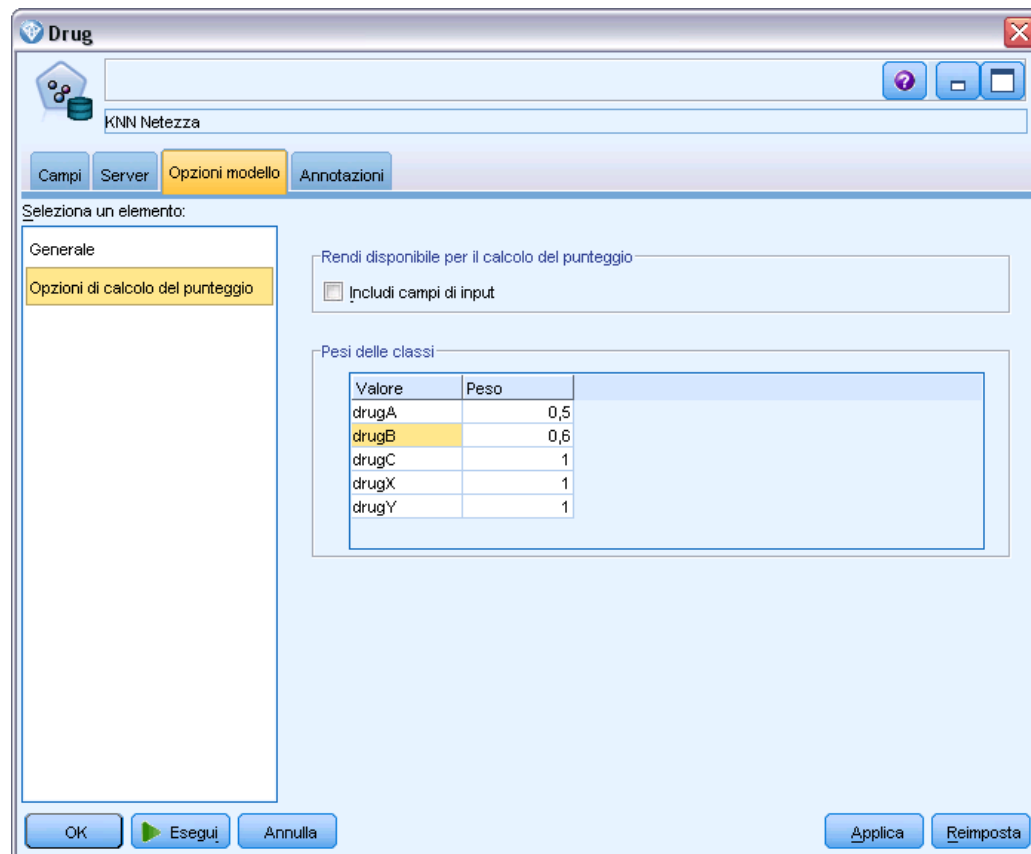 Drug
KNN Netezza
Campi Server Opzioni modello Annotazioni
Seleziona un elemento:
Generale
Opzioni di calcolo del punteggio
Rendi disponibile per il calcolo del punteggio
Includi campi di input
Pesi delle classi
Valore Peso
drugA 0,5
drugB 0,6
drugC 1
drugX 1
drugY 1
OK Esegui Annulla Applica Reimposta